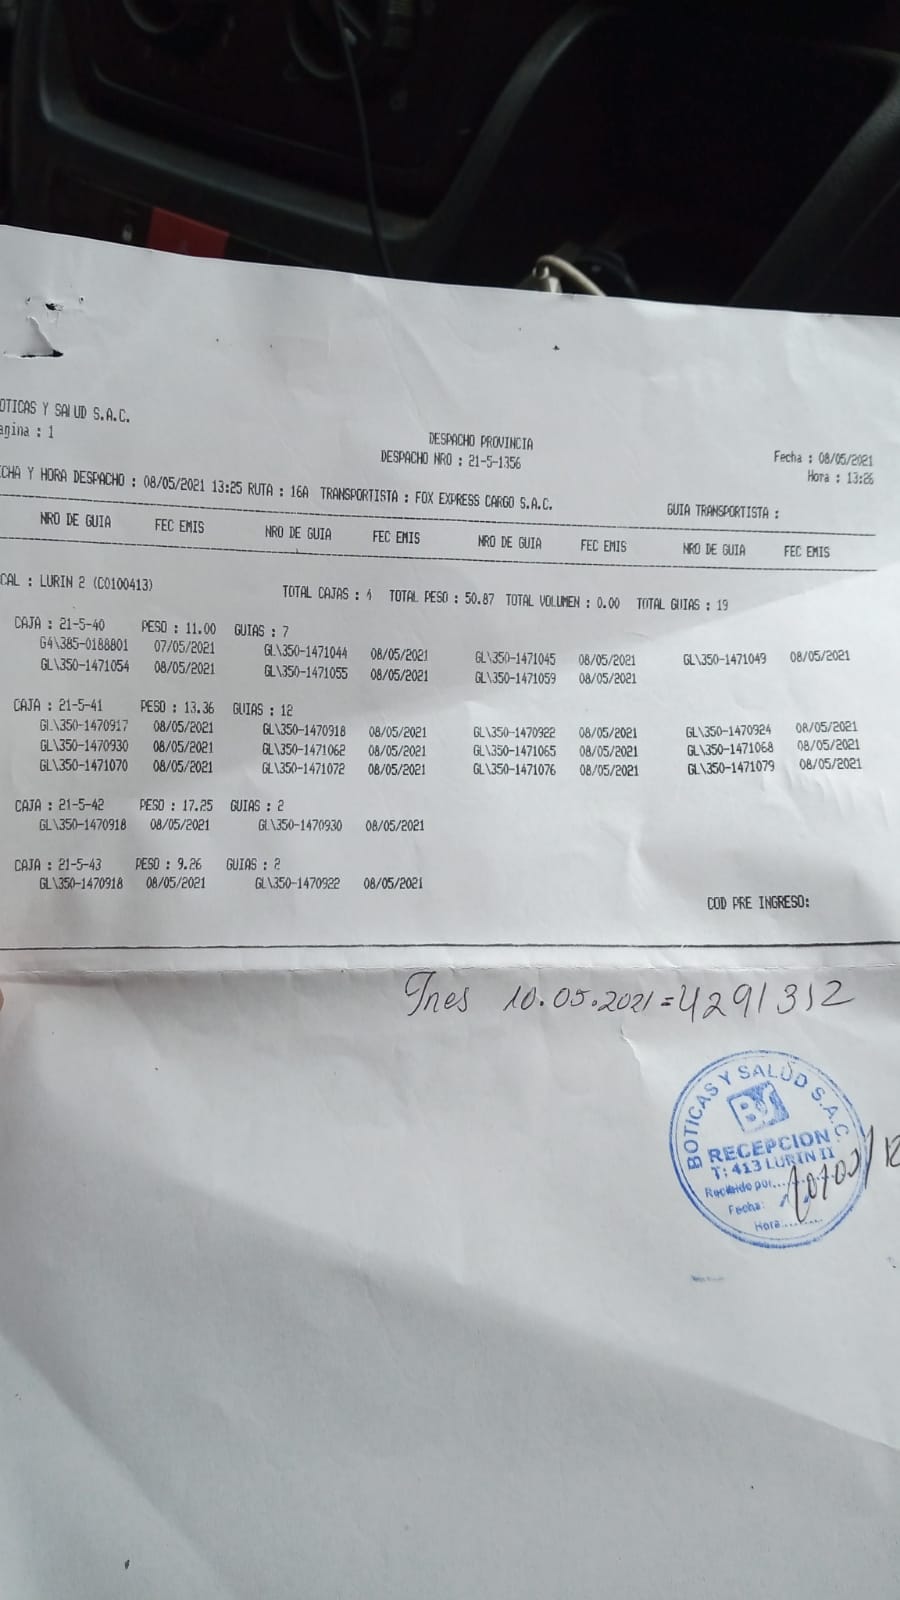 OTICAS Y SALUD S.A.C.
agina : 1
DESPACHO PROVINCIA
DESPACHO NRO : 21-5-1356
Fecha : 08/05/2021
Hora : 13:26
CHA Y HORA DESPACHO : 08/05/2021 13:25 RUTA : 16A TRANSPORTISTA : FOX EXPRESS CARGO S.A.C. GUIA TRANSPORTISTA :
NRO DE GUIA FEC EMIS NRO DE GUIA FEC EMIS NRO DE GUIA FEC EMIS NRO DE GUIA FEC EMIS
CAL : LURIN 2 (C0100413) TOTAL CAJAS : 4 TOTAL PESO : 50.87 TOTAL VOLUMEN : 0.00 TOTAL GUIAS : 19
CAJA : 21-5-40 PESO : 11.00 GUIAS : 7
G4\385-0188801 07/05/2021 GL\350-1471044 08/05/2021 GL\350-1471045 08/05/2021 GL\350-1471049 08/05/2021
GL\350-1471054 08/05/2021 GL\350-1471055 08/05/2021 GL\350-1471059 08/05/2021
CAJA : 21-5-41 PESO : 13.36 GUIAS : 12
GL\350-1470917 08/05/2021 GL\350-1470918 08/05/2021 GL\350-1470922 08/05/2021 GL\350-1470924 08/05/2021
GL\350-1470930 08/05/2021 GL\350-1471062 08/05/2021 GL\350-1471065 08/05/2021 GL\350-1471068 08/05/2021
GL\350-1471070 08/05/2021 GL\350-1471072 08/05/2021 GL\350-1471076 08/05/2021 GL\350-1471079 08/05/2021
CAJA : 21-5-42 PESO : 17.25 GUIAS : 2
GL\350-1470918 08/05/2021 GL\350-1470930 08/05/2021
CAJA : 21-5-43 PESO : 9.26 GUIAS : 2
GL\350-1470918 08/05/2021 GL\350-1470922 08/05/2021
COD PRE INGRESO:
Ines 10.05.2021=4291312
BOTICAS Y SALUD S.A.C.
BS
RECEPCION
T: 413 LURIN II
Recibido por......
Fecha:
Hora.........